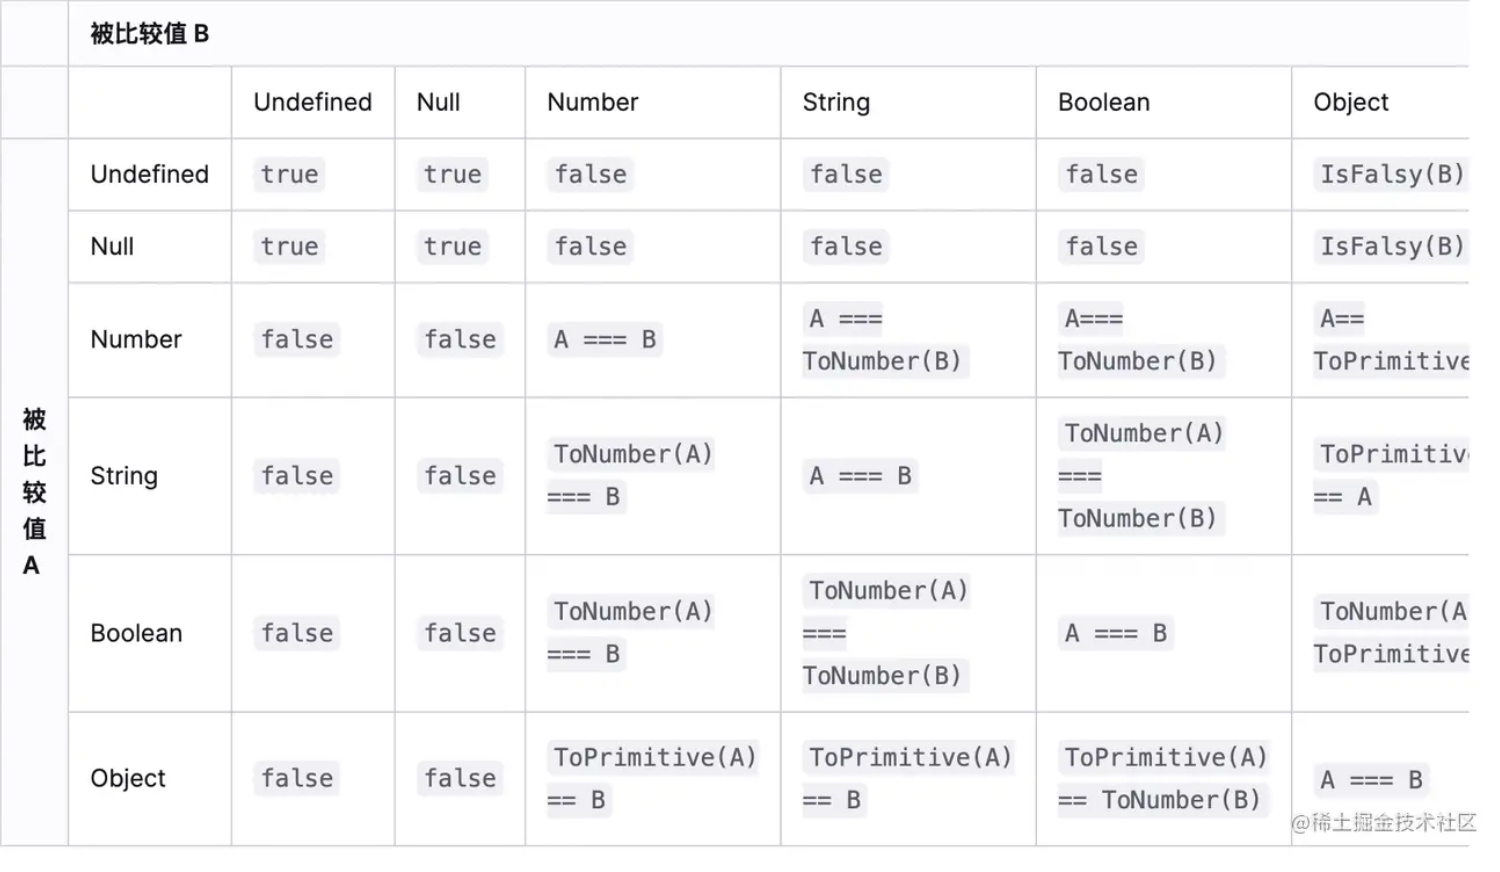 被比较值 B
Undefined Null Number String Boolean Object
Undefined true true false false false IsFalsy(B)
Null true true false false false IsFalsy(B)
Number false false A === B A === ToNumber(B) A=== ToNumber(B) A== ToPrimitive
String false false ToNumber(A) === B A === B ToNumber(A) === ToNumber(B) ToPrimitiv == A
Boolean false false ToNumber(A) === B ToNumber(A) === ToNumber(B) A === B ToNumber(A ToPrimitive
Object false false ToPrimitive(A) == B ToPrimitive(A) == B ToPrimitive(A) == ToNumber(B) A === B
被比较值 A
@稀土掘金技术社区